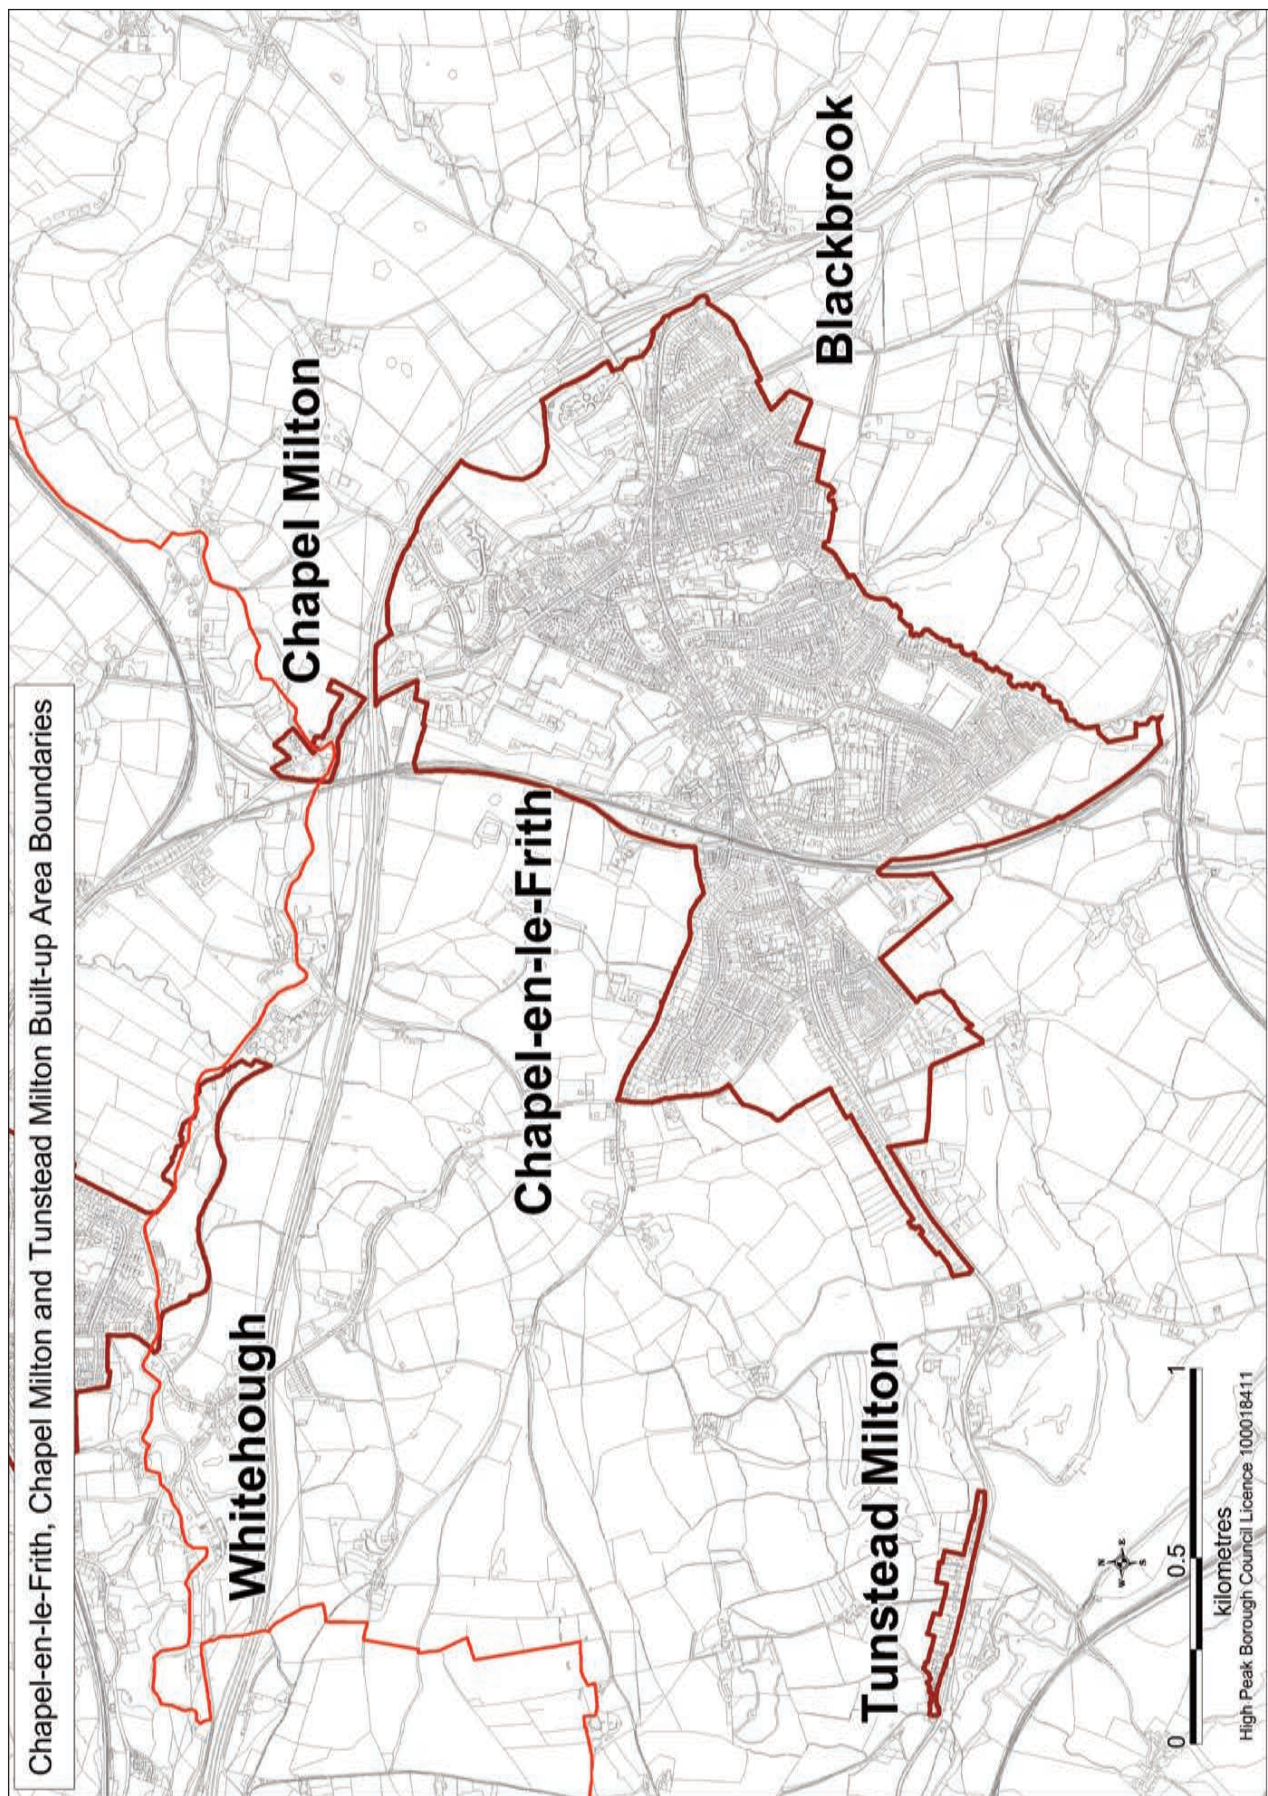 Chapel-en-le-Frith, Chapel Milton and Tunstead Milton Built-up Area Boundaries
Whitehough
Chapel Milton
Chapel-en-le-Frith
Blackbrook
Tunstead Milton
N
W E
S
0 0.5 1
kilometres
High Peak Borough Council Licence 100018411